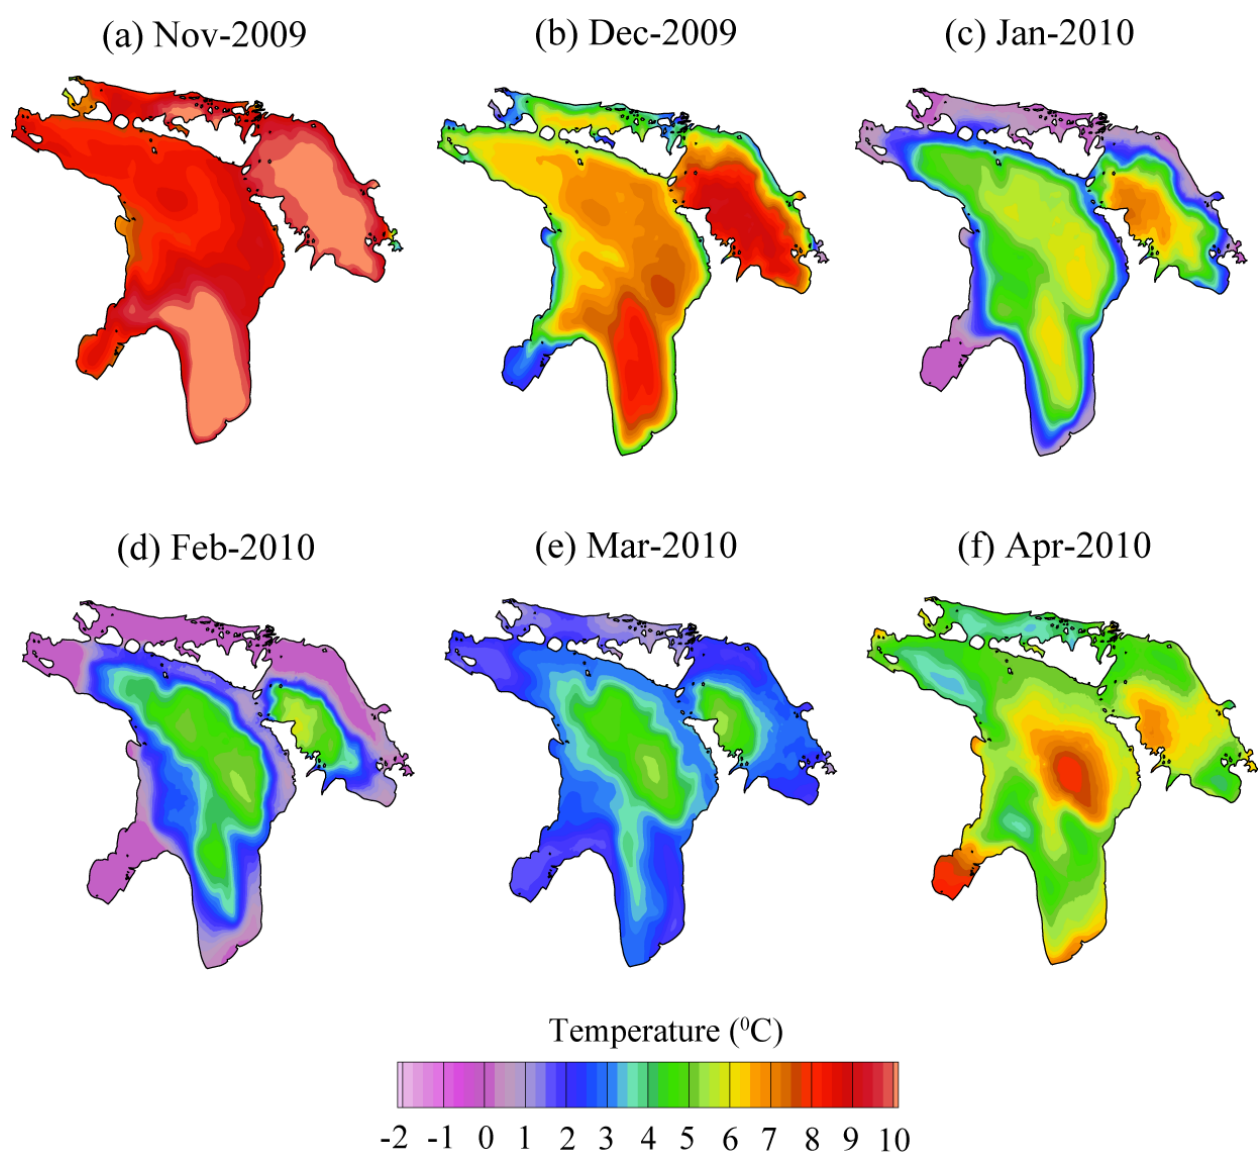 (a) Nov-2009
(b) Dec-2009
(c) Jan-2010
(d) Feb-2010
(e) Mar-2010
(f) Apr-2010
Temperature (⁰C)
-2 -1 0 1 2 3 4 5 6 7 8 9 10